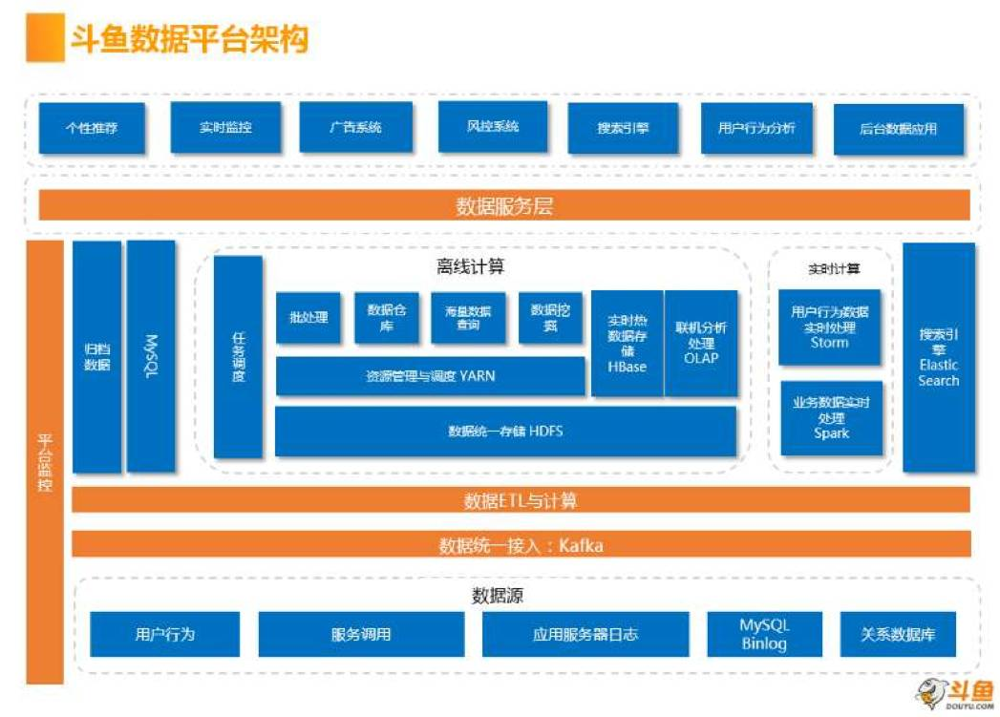 斗鱼数据平台架构
个性推荐
实时监控
广告系统
风控系统
搜索引擎
用户行为分析
后台数据应用
数据服务层
平台监控
归档
数据
MySQL
离线计算
任务调度
批处理
数据仓
库
海量数据
查询
数据挖
掘
实时热
数据存
储
HBase
联机分析
处理
OLAP
资源管理与调度 YARN
数据统一存储 HDFS
实时计算
用户行为数据
实时处理
Storm
业务数据实时
处理
Spark
搜索引
擎
Elastic
Search
数据ETL与计算
数据统一接入：Kafka
数据源
用户行为
服务调用
应用服务器日志
MySQL
Binlog
关系数据库
斗鱼
DOUYU.COM